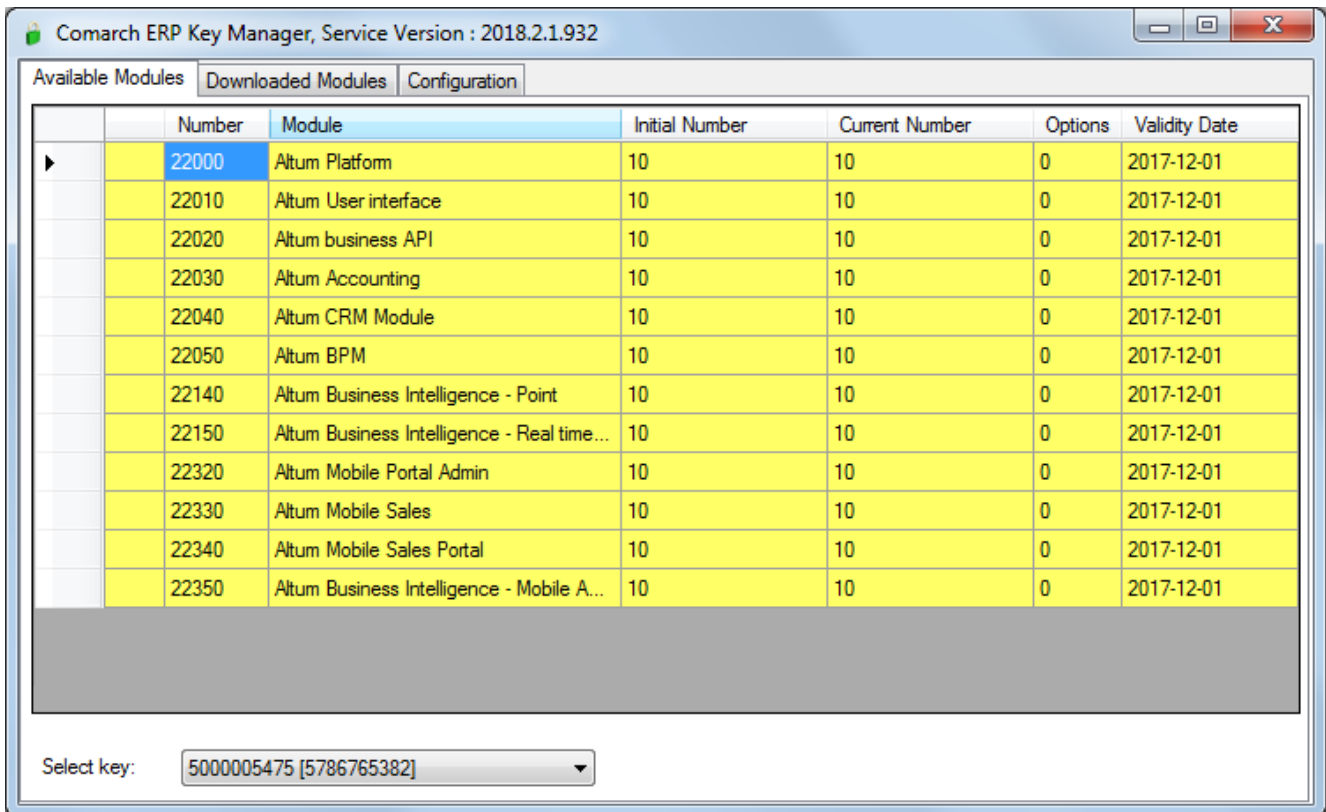 Comarch ERP Key Manager, Service Version : 2018.2.1.932
Available Modules Downloaded Modules Configuration
Number Module Initial Number Current Number Options Validity Date
22000 Altum Platform 10 10 0 2017-12-01
22010 Altum User interface 10 10 0 2017-12-01
22020 Altum business API 10 10 0 2017-12-01
22030 Altum Accounting 10 10 0 2017-12-01
22040 Altum CRM Module 10 10 0 2017-12-01
22050 Altum BPM 10 10 0 2017-12-01
22140 Altum Business Intelligence - Point 10 10 0 2017-12-01
22150 Altum Business Intelligence - Real time... 10 10 0 2017-12-01
22320 Altum Mobile Portal Admin 10 10 0 2017-12-01
22330 Altum Mobile Sales 10 10 0 2017-12-01
22340 Altum Mobile Sales Portal 10 10 0 2017-12-01
22350 Altum Business Intelligence - Mobile A... 10 10 0 2017-12-01
Select key: 5000005475 [5786765382]